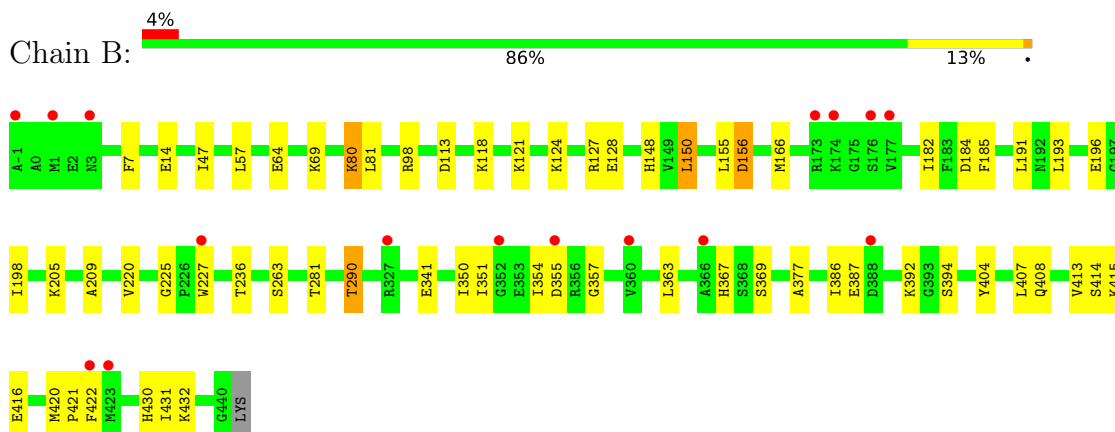 4%
Chain B:
86% 13% •
A-1 A0 M1 E2 N3 F7 E14 I47 L57 E64 K69 K80 L81 R98 D113 K118 K121 K124 R127 E128 H148 V149 L150 L155 D156 M166 R173 K174 G175 S176 V177 I182 F183 D184 F185 L191 N192 L193 E196 G197
I198 K205 A209 V220 G225 P226 W227 T236 S263 T281 T290 R327 E341 I350 I351 G352 E353 I354 D355 R356 G357 V360 L363 A366 H367 S368 S369 A377 I386 E387 D388 K392 G393 S394 Y404 L407 Q408 V413 S414 K415
E416 M420 P421 F422 M423 H430 I431 K432 G440 LYS